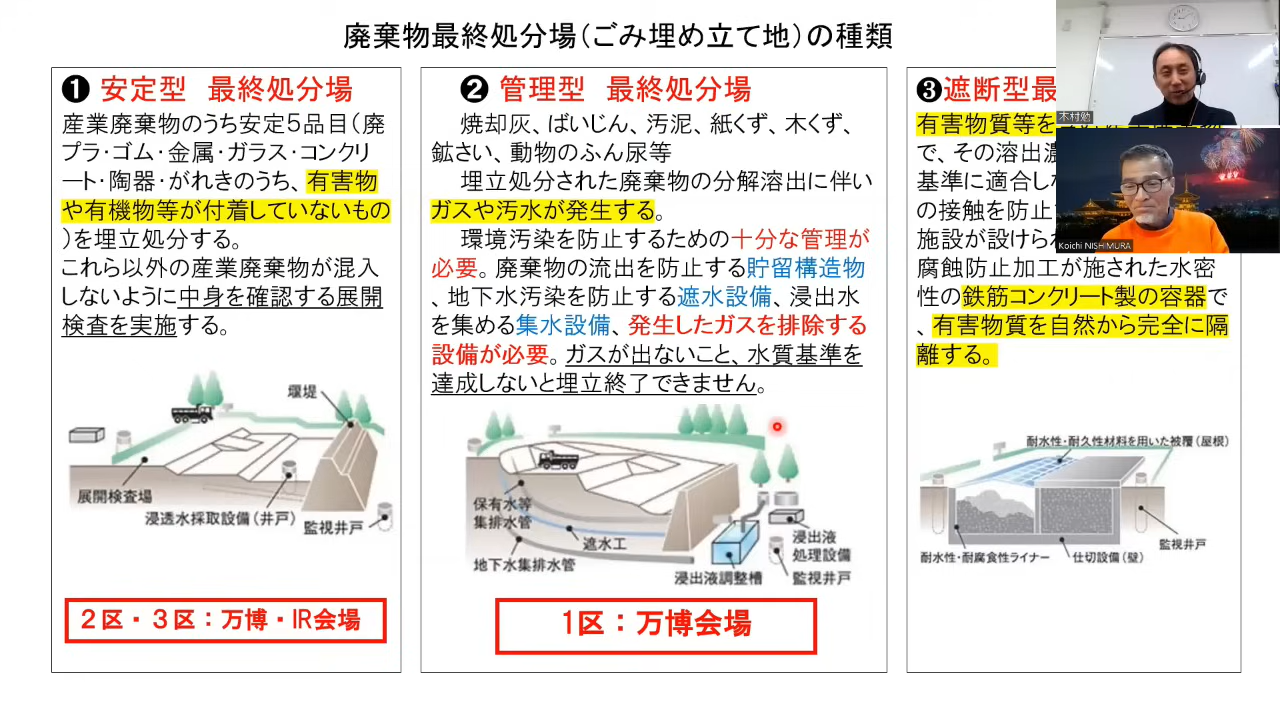 廃棄物最終処分場(ごみ埋め立て地)の種類
❶ 安定型 最終処分場
産業廃棄物のうち安定5品目(廃
プラ・ゴム・金属・ガラス・コンクリ
ート・陶器・がれきのうち、有害物
や有機物等が付着していないもの
)を埋立処分する。
これら以外の産業廃棄物が混入
しないように中身を確認する展開
検査を実施する。
堰堤
展開検査場
浸透水採取設備(井戸)
監視井戸
2区・3区:万博・IR会場
❷ 管理型 最終処分場
焼却灰、ばいじん、汚泥、紙くず、木くず、
鉱さい、動物のふん尿等
埋立処分された廃棄物の分解溶出に伴い
ガスや汚水が発生する。
環境汚染を防止するための十分な管理が
必要。廃棄物の流出を防止する貯留構造物
、地下水汚染を防止する遮水設備、浸出水
を集める集水設備、発生したガスを排除する
設備が必要。ガスが出ないこと、水質基準を
達成しないと埋立終了できません。
保有水等
集排水管
遮水工
地下水集排水管
浸出液
処理設備
浸出液調整槽
監視井戸
1区:万博会場
❸遮断型最
有害物質等を
で、その溶出濃
基準に適合し
の接触を防止
施設が設けられ
腐蝕防止加工が施された水密
性の鉄筋コンクリート製の容器で
、有害物質を自然から完全に隔
離する。
耐水性・耐久性材料を用いた被覆(屋根)
監視井戸
耐水性・耐腐食性ライナー
仕切設備(壁)
木村勉
Koichi NISHIMURA